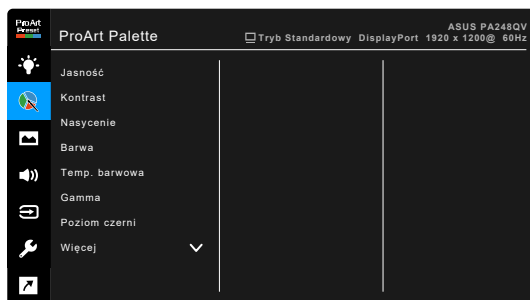 ProArt
Preset
ProArt Palette
ASUS PA248QV
Tryb Standardowy DisplayPort 1920 x 1200@ 60Hz
Jasność
Kontrast
Nasycenie
Barwa
Temp. barwowa
Gamma
Poziom czerni
Więcej